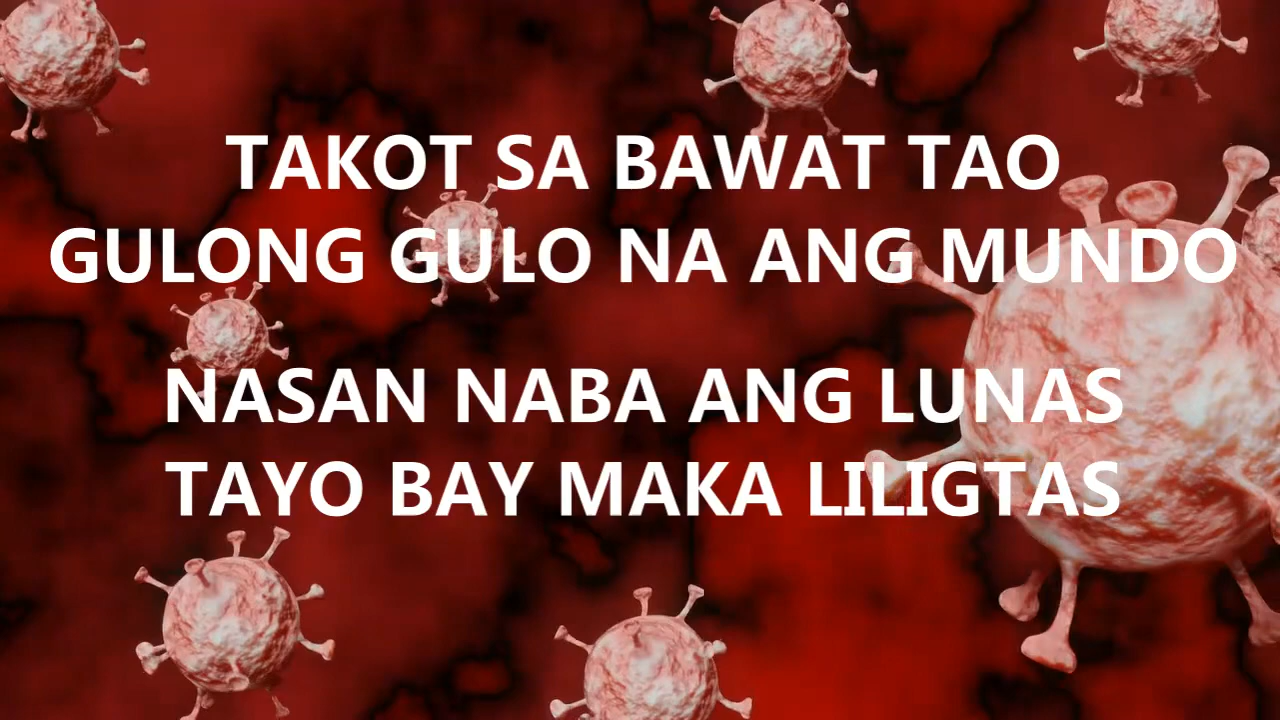 TAKOT SA BAWAT TAO
GULONG GULO NA ANG MUNDO
NASAN NABA ANG LUNAS
TAYO BAY MAKA LILIGTAS